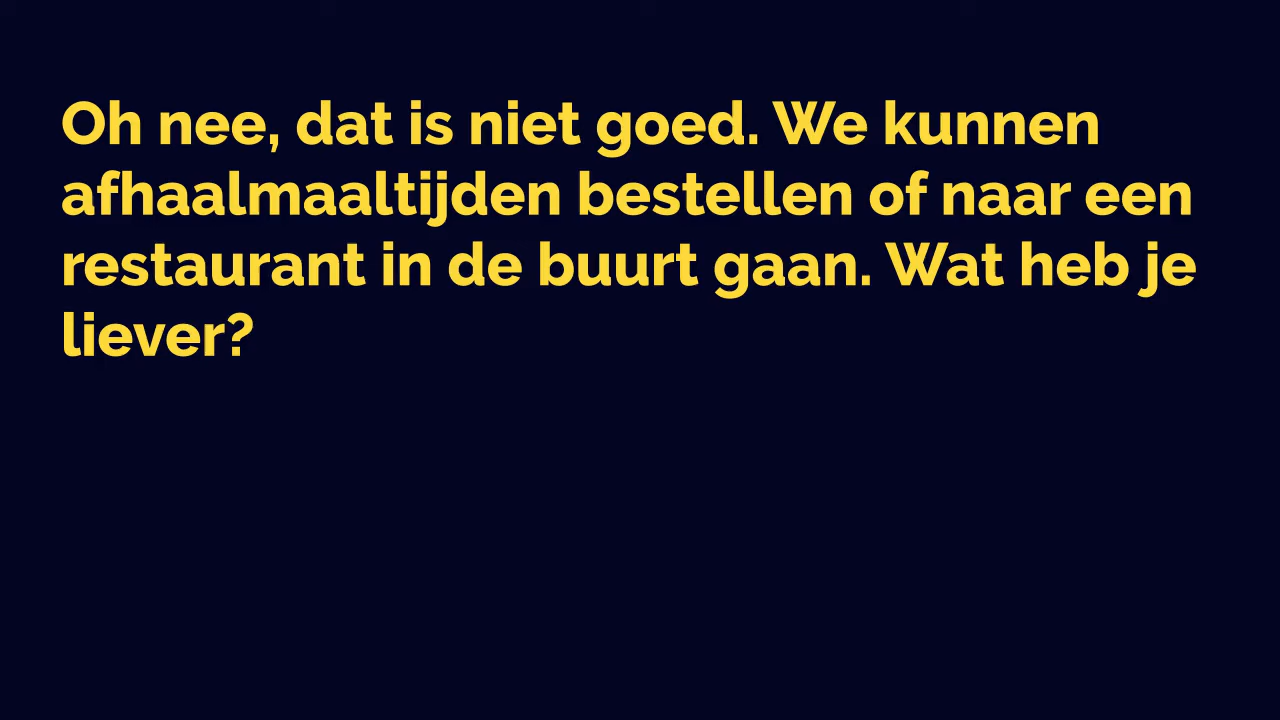 Oh nee, dat is niet goed. We kunnen
afhaalmaaltijden bestellen of naar een
restaurant in de buurt gaan. Wat heb je
liever?